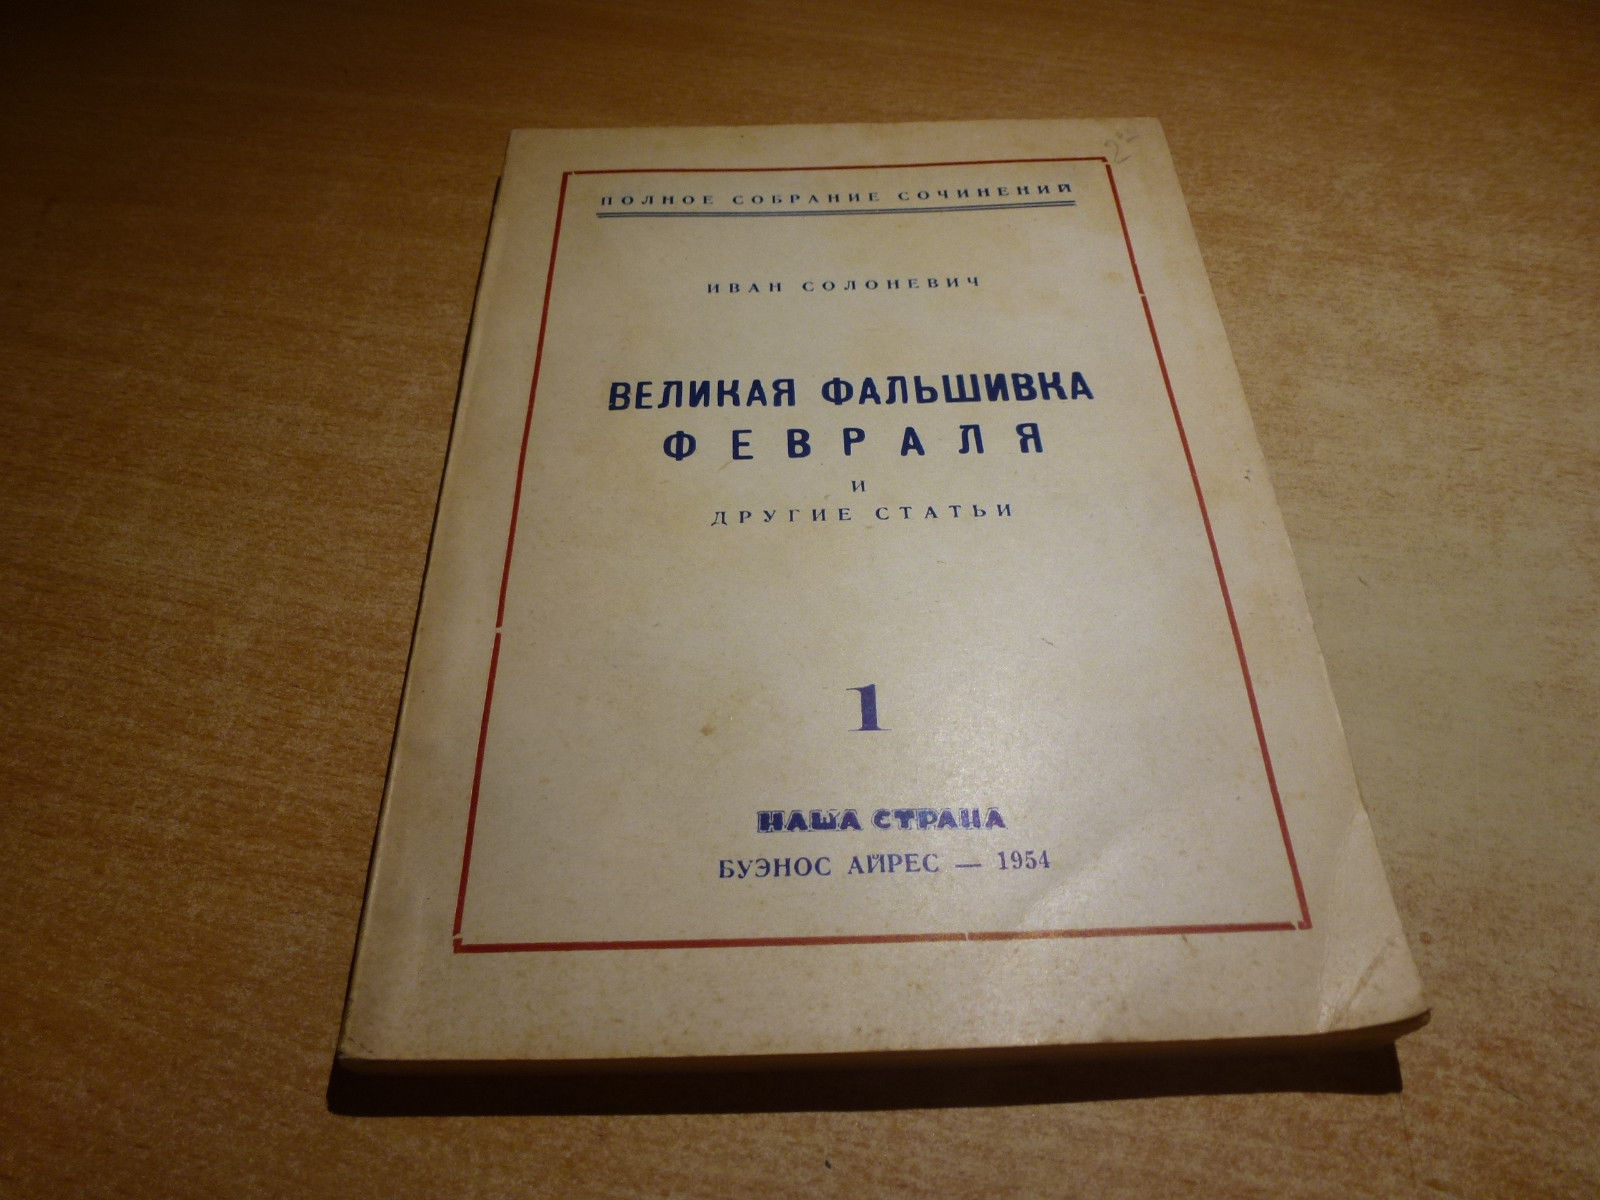 ПОЛНОЕ СОБРАНИЕ СОЧИНЕНИЙ
ИВАН СОЛОНЕВИЧ
ВЕЛИКАЯ ФАЛЬШИВКА
ФЕВРАЛЯ
И
ДРУГИЕ СТАТЬИ
1
НАША СТРАНА
БУЭНОС АЙРЕС — 1954